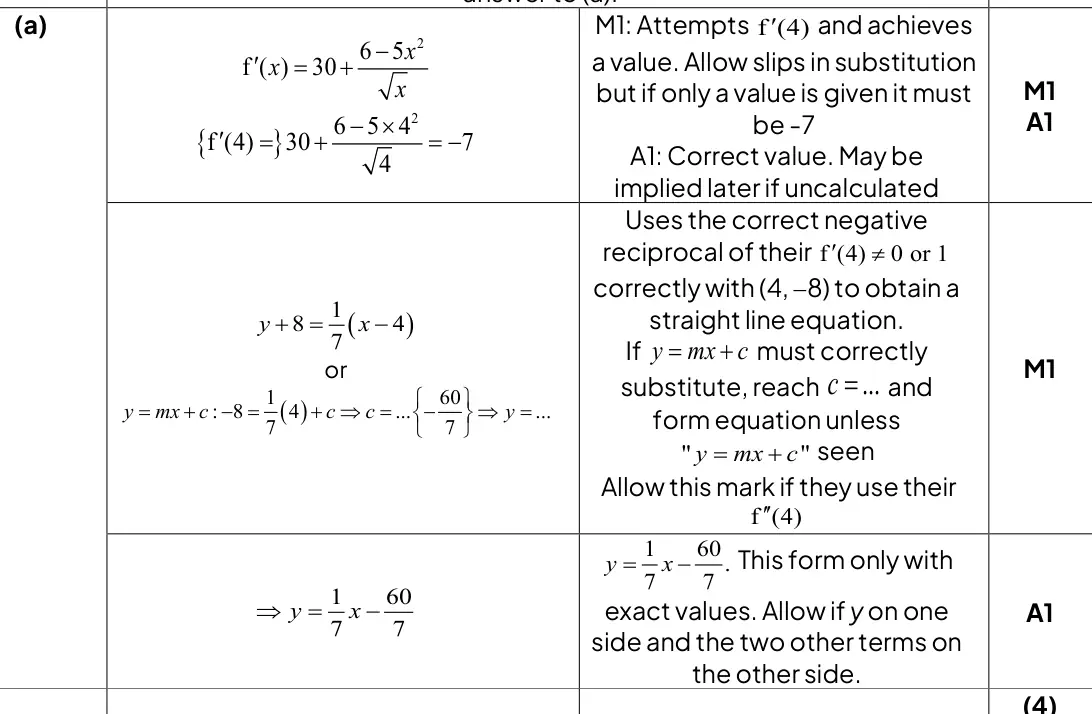 answer to (a).
(a)
f′(x) = 30 + (6 − 5x²)/√x
{f′(4) =} 30 + (6 − 5 × 4²)/√4 = −7
M1: Attempts f′(4) and achieves
a value. Allow slips in substitution
but if only a value is given it must
be -7
A1: Correct value. May be
implied later if uncalculated
M1
A1
y + 8 = 1/7 (x − 4)
or
y = mx + c : −8 = 1/7 (4) + c ⇒ c = ... {− 60/7} ⇒ y = ...
Uses the correct negative
reciprocal of their f′(4) ≠ 0 or 1
correctly with (4, −8) to obtain a
straight line equation.
If y = mx + c must correctly
substitute, reach c = ... and
form equation unless
"y = mx + c" seen
Allow this mark if they use their
f″(4)
M1
⇒ y = 1/7 x − 60/7
y = 1/7 x − 60/7. This form only with
exact values. Allow if y on one
side and the two other terms on
the other side.
A1
(4)